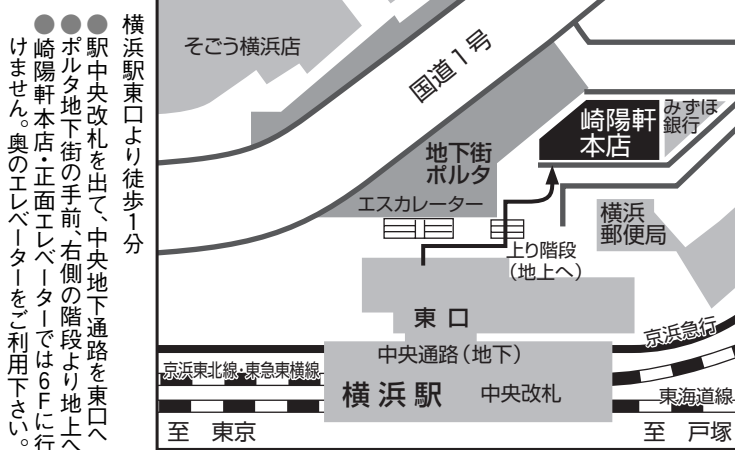 横浜駅東口より徒歩1分
●駅中央改札を出て、中央地下通路を東口へ
●ポルタ地下街の手前、右側の階段より地上へ
●崎陽軒本店・正面エレベーターでは6Fに行
けません。奥のエレベーターをご利用下さい。
そごう横浜店
国道1号
崎陽軒
本店
みずほ
銀行
地下街
ポルタ
エスカレーター
横浜
郵便局
上り階段
(地上へ)
東口
京浜急行
中央通路(地下)
京浜東北線・東急東横線
横浜駅
中央改札
東海道線
至 東京
至 戸塚